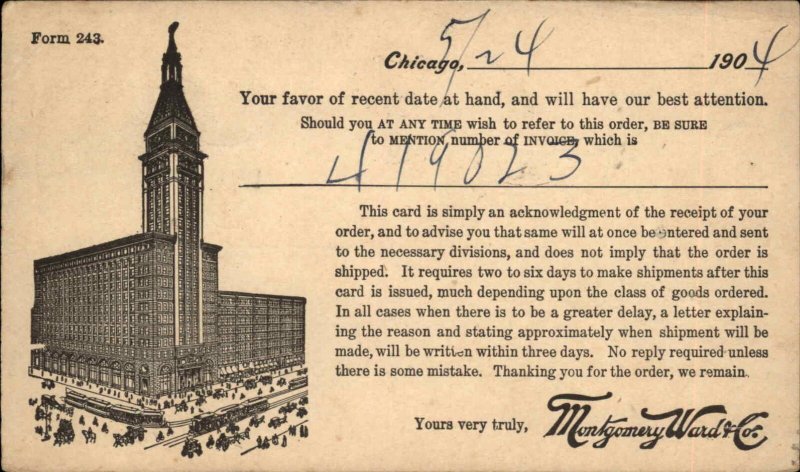 Form 243.
Chicago, 5/24 1904
Your favor of recent date at hand, and will have our best attention.
Should you AT ANY TIME wish to refer to this order, BE SURE
to MENTION number of INVOICE, which is
419023
This card is simply an acknowledgment of the receipt of your
order, and to advise you that same will at once be entered and sent
to the necessary divisions, and does not imply that the order is
shipped. It requires two to six days to make shipments after this
card is issued, much depending upon the class of goods ordered.
In all cases when there is to be a greater delay, a letter explain-
ing the reason and stating approximately when shipment will be
made, will be written within three days. No reply required unless
there is some mistake. Thanking you for the order, we remain.
Yours very truly, Montgomery Ward & Co.